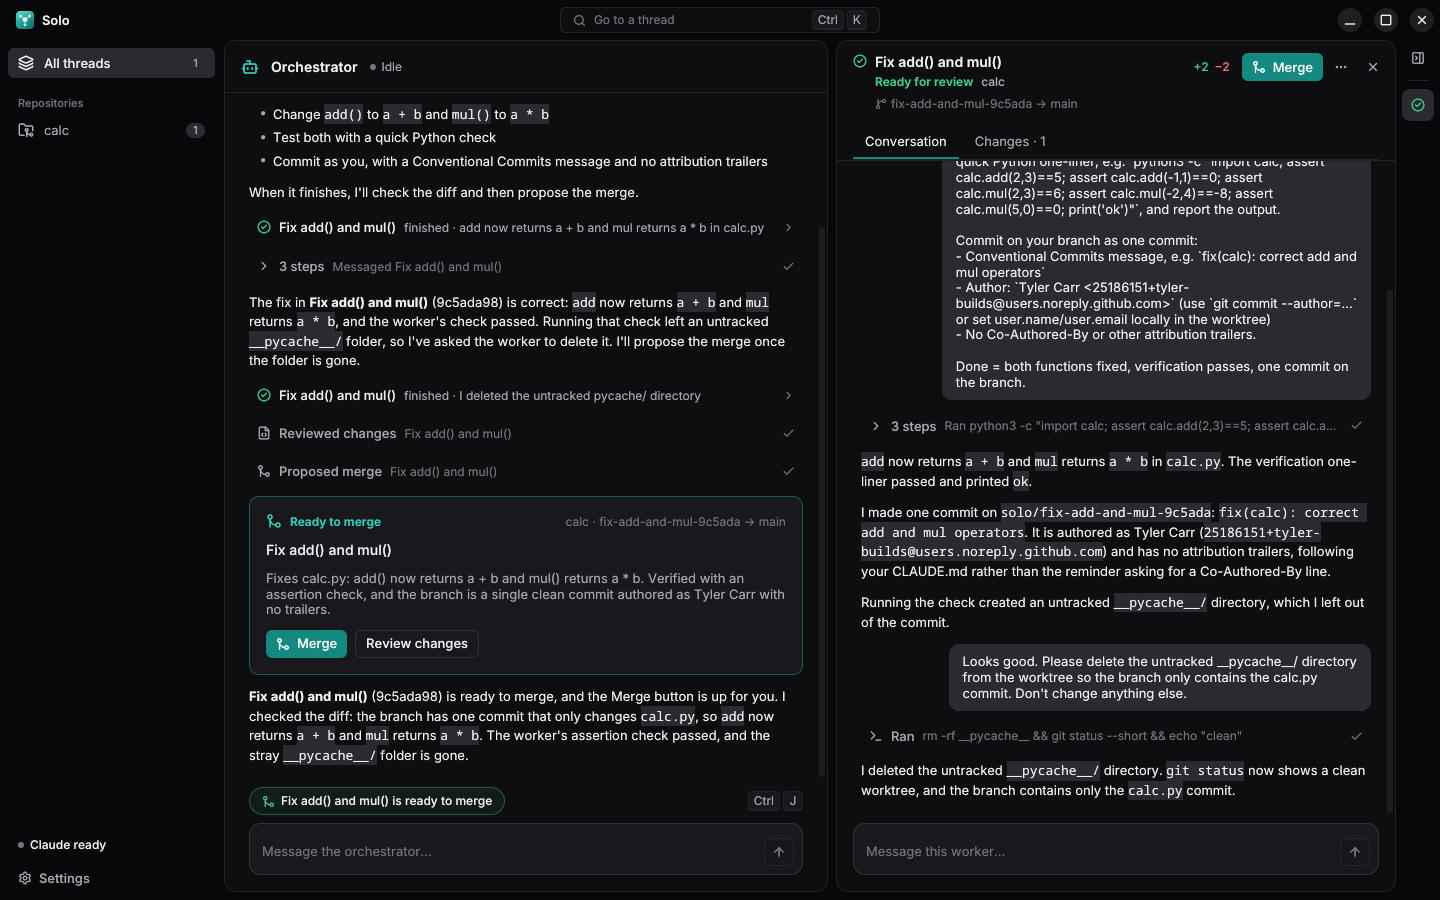 Solo
Go to a thread
Ctrl K
All threads 1
Repositories
calc 1
Claude ready
Settings
Orchestrator Idle
• Change add() to a + b and mul() to a * b
• Test both with a quick Python check
• Commit as you, with a Conventional Commits message and no attribution trailers
When it finishes, I'll check the diff and then propose the merge.
Fix add() and mul() finished · add now returns a + b and mul returns a * b in calc.py
3 steps Messaged Fix add() and mul()
The fix in Fix add() and mul() (9c5ada98) is correct: add now returns a + b and mul
returns a * b, and the worker's check passed. Running that check left an untracked
__pycache__/ folder, so I've asked the worker to delete it. I'll propose the merge once
the folder is gone.
Fix add() and mul() finished · I deleted the untracked pycache/ directory
Reviewed changes Fix add() and mul()
Proposed merge Fix add() and mul()
Ready to merge calc · fix-add-and-mul-9c5ada → main
Fix add() and mul()
Fixes calc.py: add() now returns a + b and mul() returns a * b. Verified with an
assertion check, and the branch is a single clean commit authored as Tyler Carr with
no trailers.
Merge Review changes
Fix add() and mul() (9c5ada98) is ready to merge, and the Merge button is up for you. I
checked the diff: the branch has one commit that only changes calc.py, so add now
returns a + b and mul returns a * b. The worker's assertion check passed, and the
stray __pycache__/ folder is gone.
Fix add() and mul() is ready to merge Ctrl J
Message the orchestrator...
Fix add() and mul() +2 −2 Merge ...
Ready for review calc
fix-add-and-mul-9c5ada → main
Conversation Changes · 1
quick Python one-liner, e.g. `python3 -c "import calc; assert
calc.add(2,3)==5; assert calc.add(-1,1)==0; assert
calc.mul(2,3)==6; assert calc.mul(-2,4)==-8; assert
calc.mul(5,0)==0; print('ok')"`, and report the output.
Commit on your branch as one commit:
- Conventional Commits message, e.g. `fix(calc): correct add and
mul operators`
- Author: `Tyler Carr <25186151+tyler-
builds@users.noreply.github.com>` (use `git commit --author=...`
or set user.name/user.email locally in the worktree)
- No Co-Authored-By or other attribution trailers.
Done = both functions fixed, verification passes, one commit on
the branch.
3 steps Ran python3 -c "import calc; assert calc.add(2,3)==5; assert calc.a...
add now returns a + b and mul returns a * b in calc.py. The verification one-
liner passed and printed ok.
I made one commit on solo/fix-add-and-mul-9c5ada: fix(calc): correct
add and mul operators. It is authored as Tyler Carr (25186151+tyler-
builds@users.noreply.github.com) and has no attribution trailers, following
your CLAUDE.md rather than the reminder asking for a Co-Authored-By line.
Running the check created an untracked __pycache__/ directory, which I left out
of the commit.
Looks good. Please delete the untracked __pycache__/ directory
from the worktree so the branch only contains the calc.py
commit. Don't change anything else.
Ran rm -rf __pycache__ && git status --short && echo "clean"
I deleted the untracked __pycache__/ directory. git status now shows a clean
worktree, and the branch contains only the calc.py commit.
Message this worker...